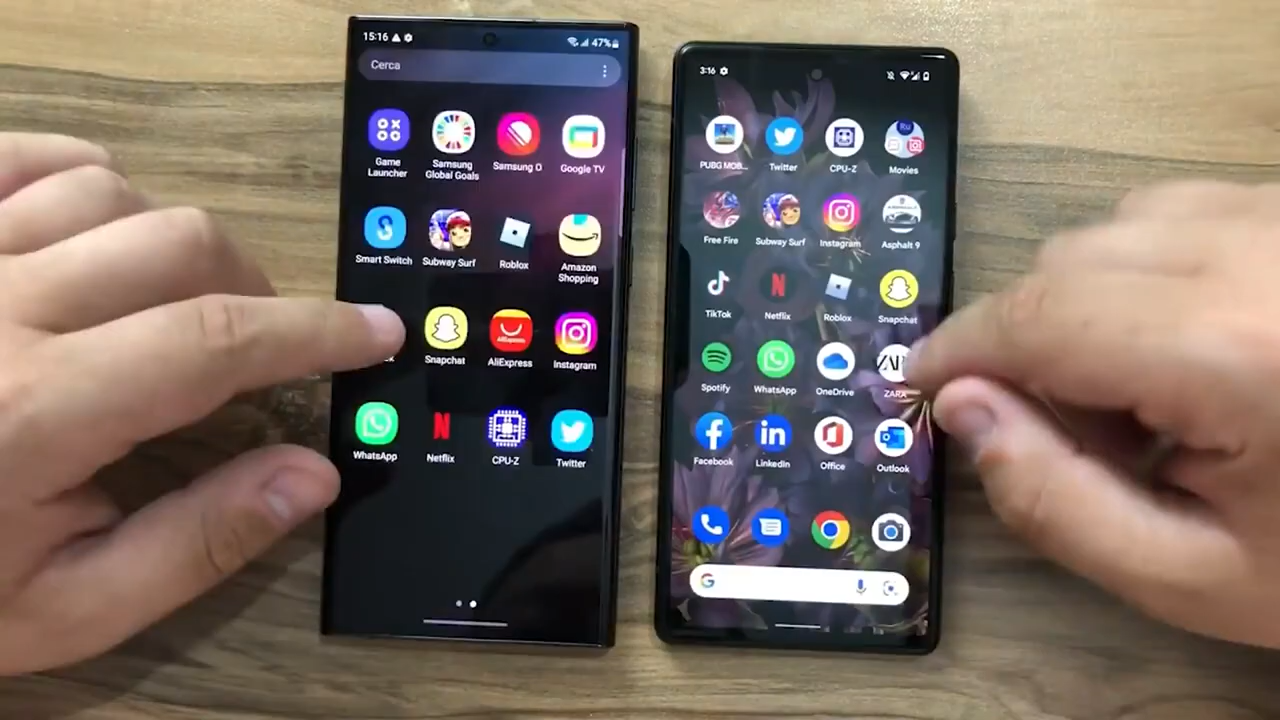 15:16
47%
Cerca
Game
Launcher
Samsung
Global Goals
Samsung O
Google TV
Smart Switch
Subway Surf
Roblox
Amazon
Shopping
Snapchat
AliExpress
AliExpress
Instagram
WhatsApp
Netflix
CPU-Z
Twitter
3:16
PUBG MOB...
Twitter
CPU-Z
RU
Movies
Free Fire
Subway Surf
Instagram
Asphalt 9
TikTok
Netflix
Roblox
Snapchat
Spotify
WhatsApp
OneDrive
ZARA
Facebook
LinkedIn
Office
Outlook